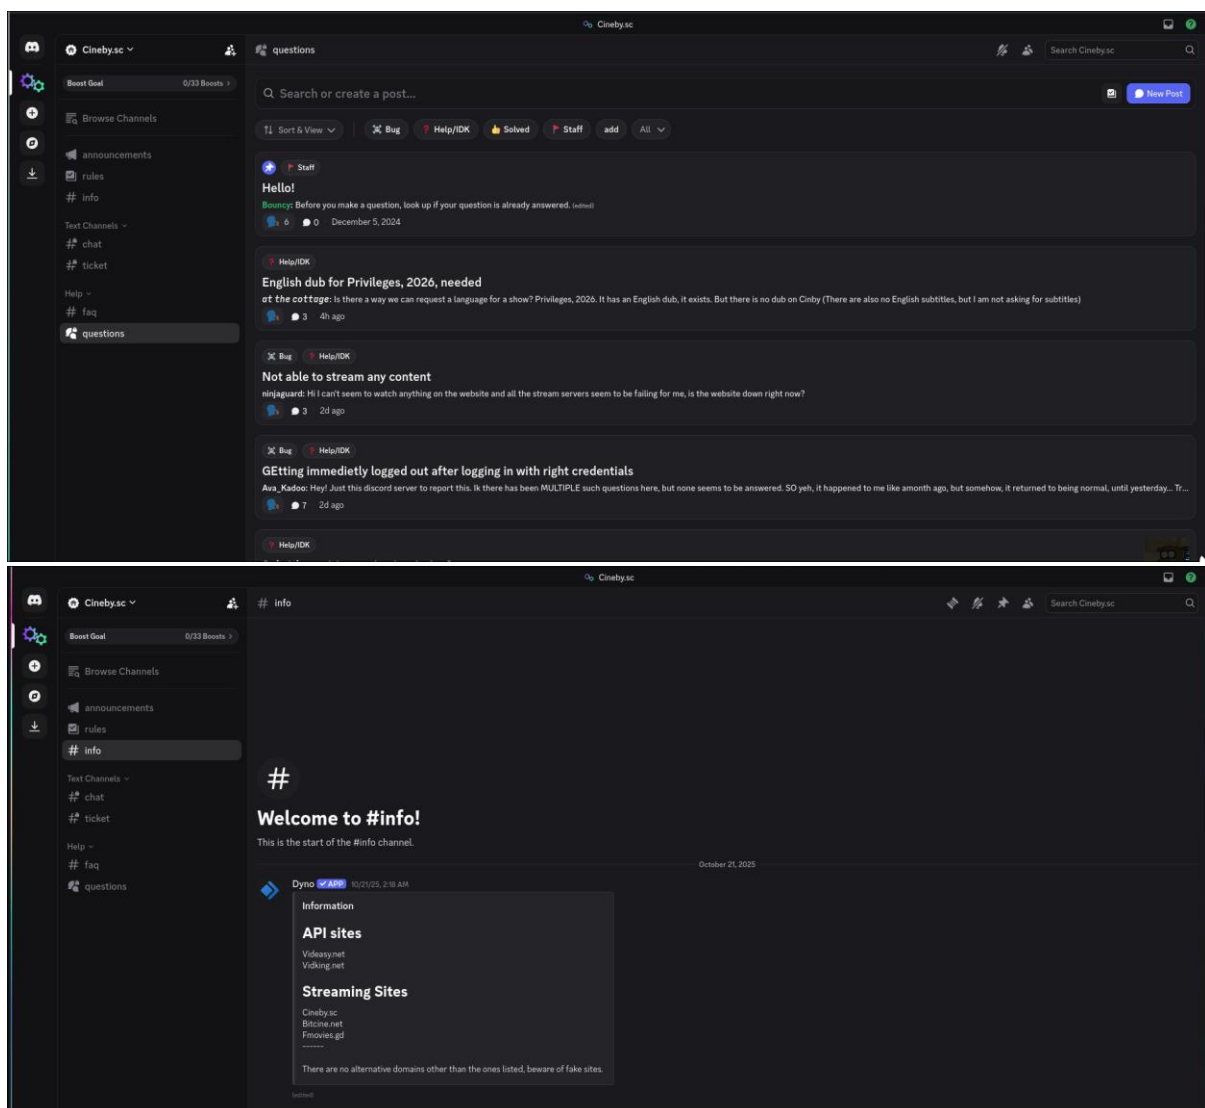 Cineby.sc
Cineby.sc
questions
Search Cineby.sc
Boost Goal
0/33 Boosts
Search or create a post...
New Post
Browse Channels
Sort & View
Bug
Help/IDK
Solved
Staff
add
All
announcements
rules
info
Text Channels
chat
ticket
Help
faq
questions
Staff
Hello!
Bouncy: Before you make a question, look up if your question is already answered. (edited)
6
0
December 5, 2024
Help/IDK
English dub for Privileges, 2026, needed
at the cottage: Is there a way we can request a language for a show? Privileges, 2026. It has an English dub, it exists. But there is no dub on Cinby (There are also no English subtitles, but I am not asking for subtitles)
3
4h ago
Bug
Help/IDK
Not able to stream any content
ninjaguard: Hi I can't seem to watch anything on the website and all the stream servers seem to be failing for me, is the website down right now?
3
2d ago
Bug
Help/IDK
GEtting immedietly logged out after logging in with right credentials
Ava_Kadoo: Hey! Just this discord server to report this. Ik there has been MULTIPLE such questions here, but none seems to be answered. SO yeh, it happened to me like amonth ago, but somehow, it returned to being normal, until yesterday... Tr...
7
2d ago
Help/IDK
Cineby.sc
Cineby.sc
info
Search Cineby.sc
Boost Goal
0/33 Boosts
Browse Channels
announcements
rules
# info
Text Channels
chat
ticket
Help
faq
questions
#
Welcome to #info!
This is the start of the #info channel.
October 21, 2025
Dyno APP 10/21/25, 2:18 AM
Information
API sites
Videasy.net
Vidking.net
Streaming Sites
Cineby.sc
Bitcine.net
Fmovies.gd
------
There are no alternative domains other than the ones listed, beware of fake sites.
(edited)